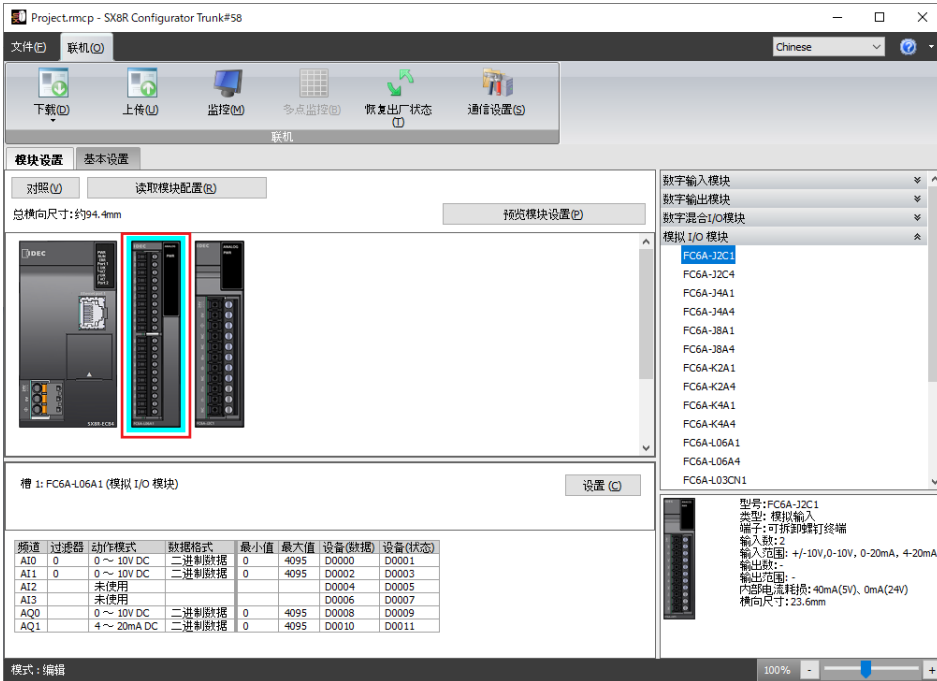 Project.rmcp - SX8R Configurator Trunk#58
文件(F) 联机(O) Chinese
下载(D) 上传(U) 监控(M) 多点监控(B) 恢复出厂状态(I) 通信设置(S)
联机
模块设置 基本设置
对照(V) 读取模块配置(R)
总横向尺寸:约94.4mm 预览模块设置(P)
IDEC
SX8R-ECB4
槽 1: FC6A-L06A1 (模拟 I/O 模块) 设置 (C)
频道 过滤器 动作模式 数据格式 最小值 最大值 设备(数据) 设备(状态)
AI0 0 0 ～ 10V DC 二进制数据 0 4095 D0000 D0001
AI1 0 0 ～ 10V DC 二进制数据 0 4095 D0002 D0003
AI2 未使用 D0004 D0005
AI3 未使用 D0006 D0007
AQ0 0 ～ 10V DC 二进制数据 0 4095 D0008 D0009
AQ1 4 ～ 20mA DC 二进制数据 0 4095 D0010 D0011
数字输入模块
数字输出模块
数字混合I/O模块
模拟 I/O 模块
FC6A-J2C1
FC6A-J2C4
FC6A-J4A1
FC6A-J4A4
FC6A-J8A1
FC6A-J8A4
FC6A-K2A1
FC6A-K2A4
FC6A-K4A1
FC6A-K4A4
FC6A-L06A1
FC6A-L06A4
FC6A-L03CN1
型号:FC6A-J2C1
类型: 模拟输入
端子:可拆卸螺钉终端
输入数:2
输入范围: +/-10V,0-10V, 0-20mA, 4-20mA
输出数:-
输出范围: -
内部电流耗损:40mA(5V)、0mA(24V)
横向尺寸:23.6mm
模式 : 编辑 100% - +